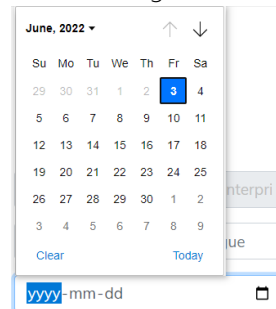 June, 2022
Su Mo Tu We Th Fr Sa
29 30 31 1 2 3 4
5 6 7 8 9 10 11
12 13 14 15 16 17 18
19 20 21 22 23 24 25
26 27 28 29 30 1 2
nterpri
3 4 5 6 7 8 9
Clear Today
yyyy-mm-dd